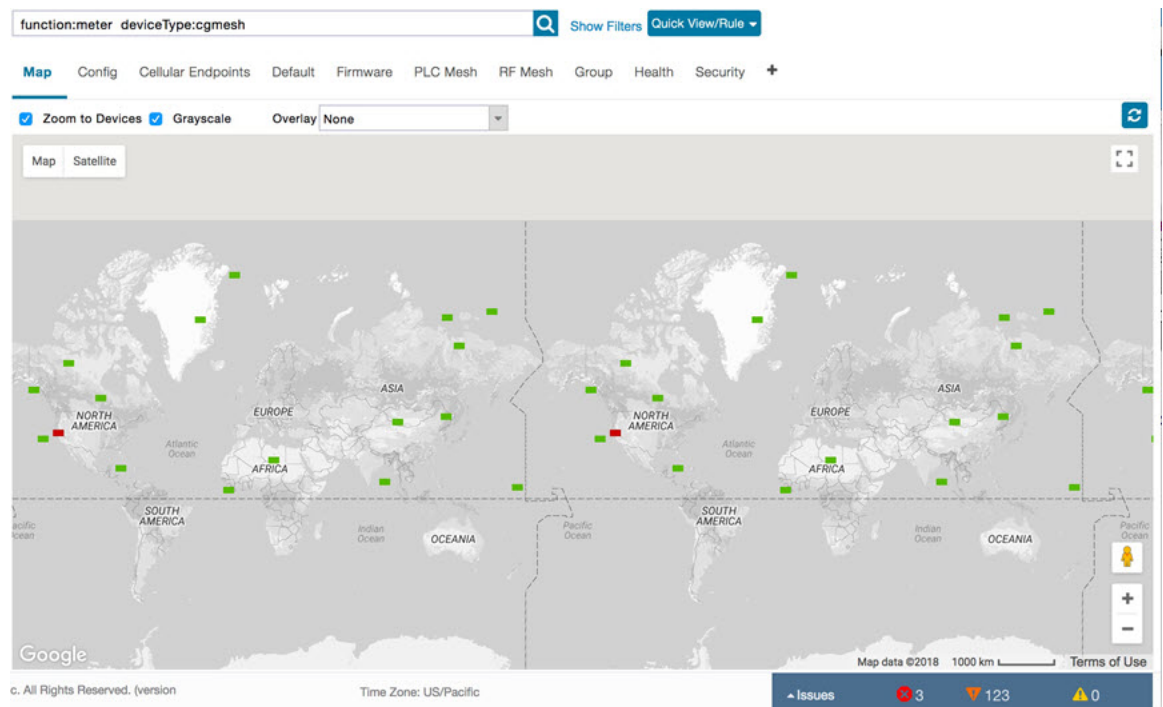 function:meter deviceType:cgmesh
Show Filters
Quick View/Rule
Map Config Cellular Endpoints Default Firmware PLC Mesh RF Mesh Group Health Security +
Zoom to Devices Grayscale Overlay None
Map Satellite
ASIA ASIA
NORTH AMERICA EUROPE NORTH AMERICA EUROPE
Atlantic Ocean Atlantic Ocean
AFRICA AFRICA
SOUTH AMERICA SOUTH AMERICA
acific cean Indian Ocean OCEANIA Pacific Ocean Indian Ocean OCEANIA Pacific Ocean
+
−
Google
Map data ©2018 1000 km Terms of Use
c. All Rights Reserved. (version Time Zone: US/Pacific Issues 3 123 0